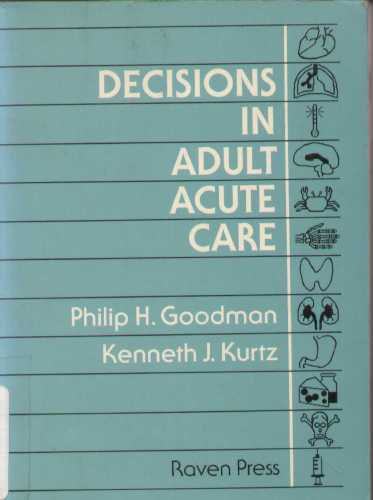 DECISIONS
IN
ADULT
ACUTE
CARE
Philip H. Goodman
Kenneth J. Kurtz
Raven Press